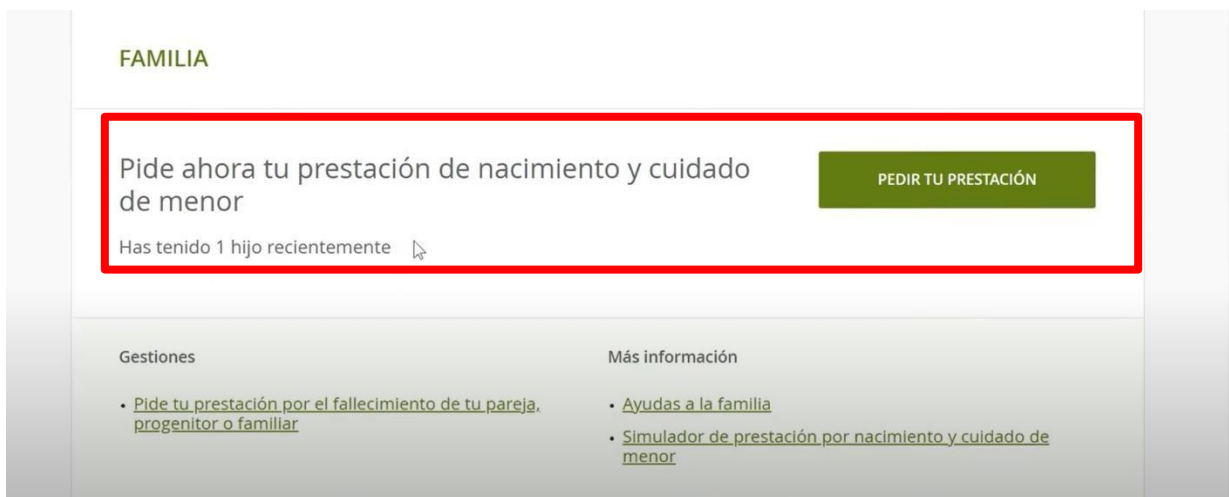 FAMILIA
Pide ahora tu prestación de nacimiento y cuidado
de menor
PEDIR TU PRESTACIÓN
Has tenido 1 hijo recientemente
Gestiones
• Pide tu prestación por el fallecimiento de tu pareja,
progenitor o familiar
Más información
• Ayudas a la familia
• Simulador de prestación por nacimiento y cuidado de
menor